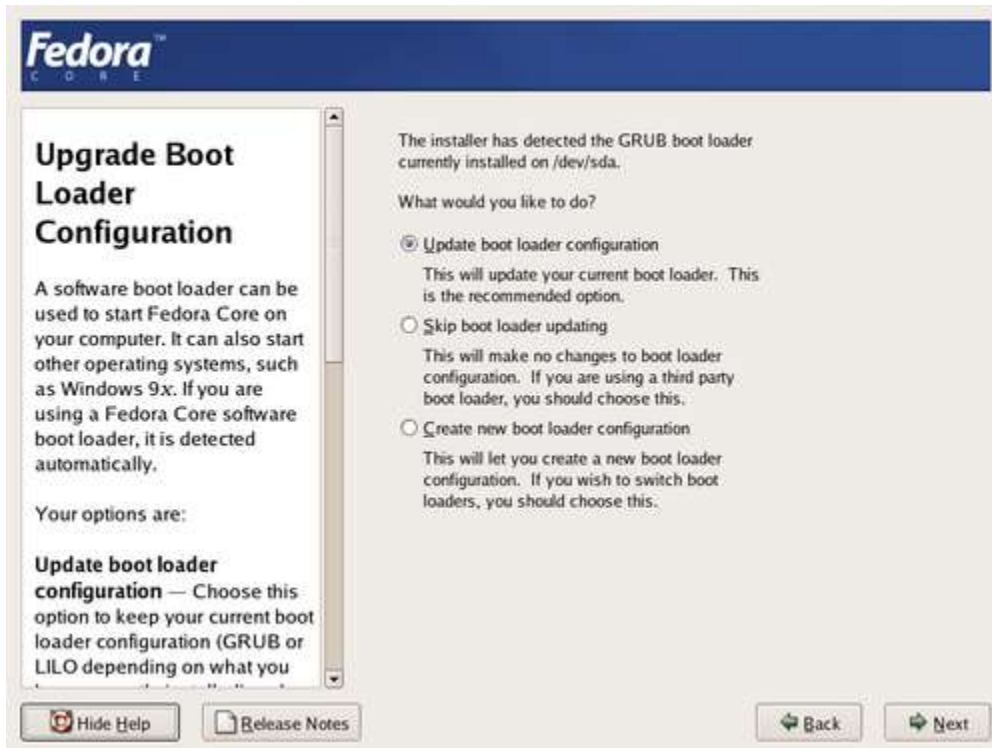 Fedora™
CORE
Upgrade Boot
Loader
Configuration
A software boot loader can be
used to start Fedora Core on
your computer. It can also start
other operating systems, such
as Windows 9x. If you are
using a Fedora Core software
boot loader, it is detected
automatically.
Your options are:
Update boot loader
configuration — Choose this
option to keep your current boot
loader configuration (GRUB or
LILO depending on what you
The installer has detected the GRUB boot loader
currently installed on /dev/sda.
What would you like to do?
Update boot loader configuration
This will update your current boot loader. This
is the recommended option.
Skip boot loader updating
This will make no changes to boot loader
configuration. If you are using a third party
boot loader, you should choose this.
Create new boot loader configuration
This will let you create a new boot loader
configuration. If you wish to switch boot
loaders, you should choose this.
Hide Help
Release Notes
Back
Next